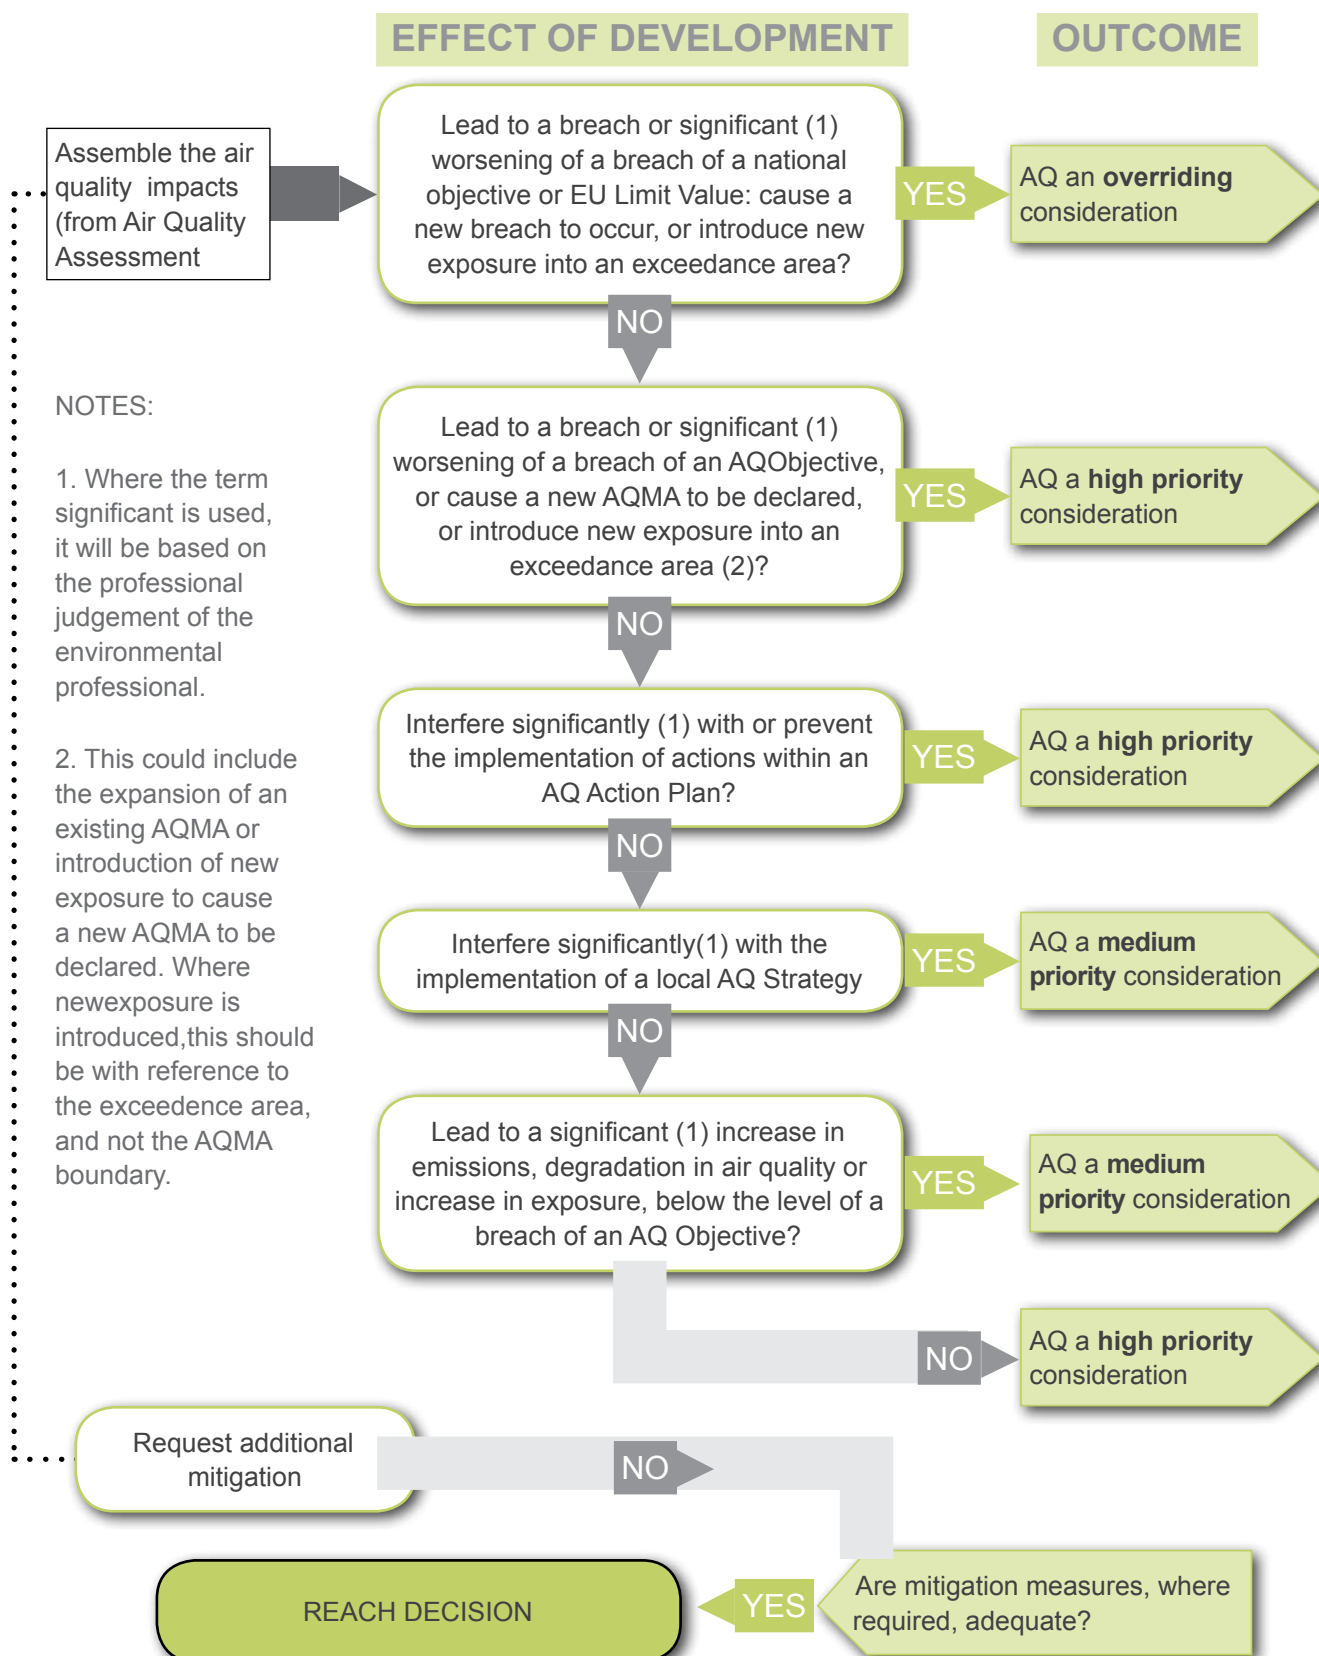 EFFECT OF DEVELOPMENT
OUTCOME
Assemble the air
quality impacts
(from Air Quality
Assessment
Lead to a breach or significant (1)
worsening of a breach of a national
objective or EU Limit Value: cause a
new breach to occur, or introduce new
exposure into an exceedance area?
YES
AQ an overriding
consideration
NO
Lead to a breach or significant (1)
worsening of a breach of an AQObjective,
or cause a new AQMA to be declared,
or introduce new exposure into an
exceedance area (2)?
YES
AQ a high priority
consideration
NO
Interfere significantly (1) with or prevent
the implementation of actions within an
AQ Action Plan?
YES
AQ a high priority
consideration
NO
Interfere significantly(1) with the
implementation of a local AQ Strategy
YES
AQ a medium
priority consideration
NO
Lead to a significant (1) increase in
emissions, degradation in air quality or
increase in exposure, below the level of a
breach of an AQ Objective?
YES
AQ a medium
priority consideration
NO
AQ a high priority
consideration
NOTES:
1. Where the term
significant is used,
it will be based on
the professional
judgement of the
environmental
professional.
2. This could include
the expansion of an
existing AQMA or
introduction of new
exposure to cause
a new AQMA to be
declared. Where
newexposure is
introduced,this should
be with reference to
the exceedence area,
and not the AQMA
boundary.
Request additional
mitigation
NO
Are mitigation measures, where
required, adequate?
YES
REACH DECISION